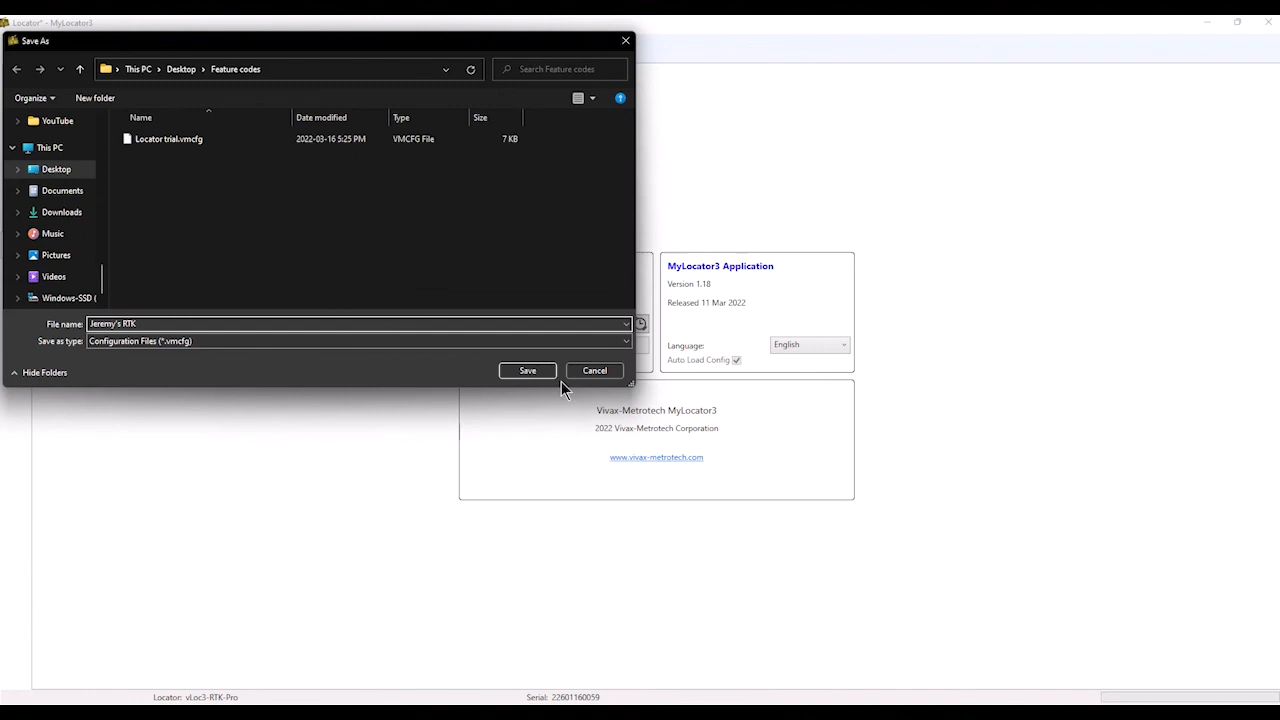 Locator* - MyLocator3
Save As
This PC > Desktop > Feature codes
Search Feature codes
Organize
New folder
Name Date modified Type Size
YouTube
Locator trial.vmcfg 2022-03-16 5:25 PM VMCFG File 7 KB
This PC
Desktop
Documents
Downloads
Music
Pictures
Videos
Windows-SSD (
File name: Jeremy's RTK
Save as type: Configuration Files (*.vmcfg)
Hide Folders
Save
Cancel
MyLocator3 Application
Version 1.18
Released 11 Mar 2022
Language: English
Auto Load Config
Vivax-Metrotech MyLocator3
2022 Vivax-Metrotech Corporation
www.vivax-metrotech.com
Locator: vLoc3-RTK-Pro
Serial: 22601160059